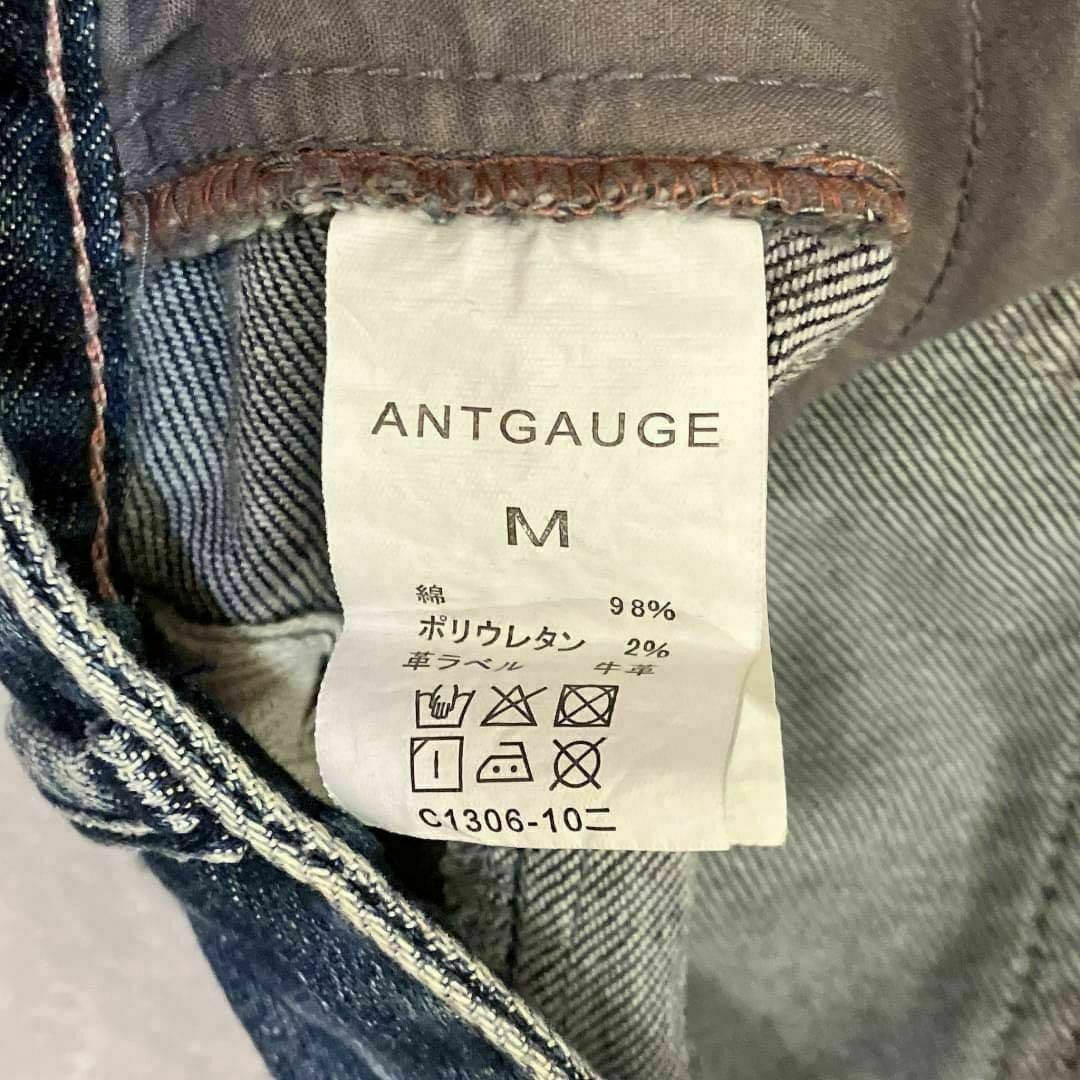 ANTGAUGE
M
綿 98%
ポリウレタン 2%
革ラベル 牛革
C1306-10二